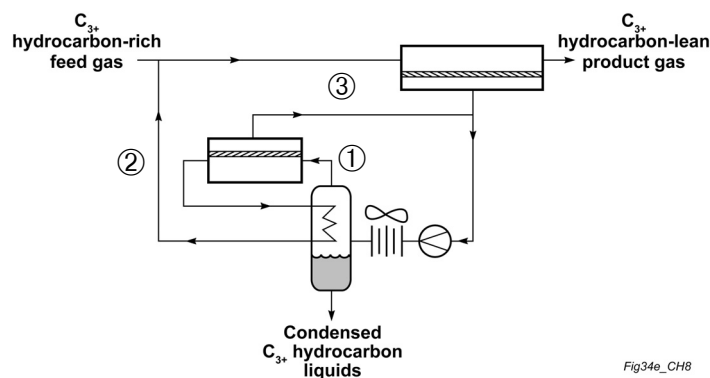 C3+
hydrocarbon-rich
feed gas
C3+
hydrocarbon-lean
product gas
③
②
①
Condensed
C3+ hydrocarbon
liquids
Fig34e_CH8